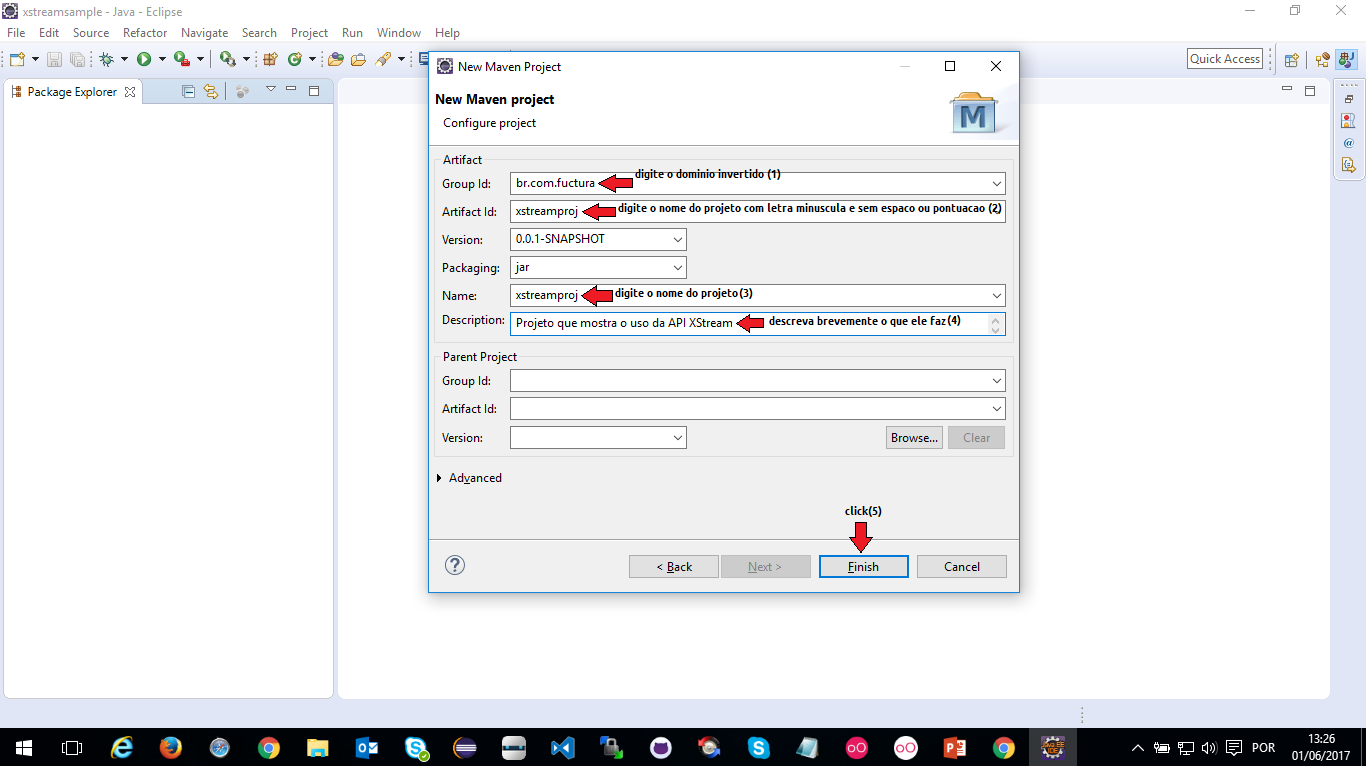 xstreamsample - Java - Eclipse
File Edit Source Refactor Navigate Search Project Run Window Help
Quick Access
Package Explorer
New Maven Project
New Maven project
Configure project
M
Artifact
Group Id: br.com.fuctura digite o dominio invertido (1)
Artifact Id: xstreamproj digite o nome do projeto com letra minuscula e sem espaco ou pontuacao (2)
Version: 0.0.1-SNAPSHOT
Packaging: jar
Name: xstreamproj digite o nome do projeto(3)
Description: Projeto que mostra o uso da API XStream descreva brevemente o que ele faz(4)
Parent Project
Group Id:
Artifact Id:
Version: Browse... Clear
Advanced
click(5)
? < Back Next > Finish Cancel
POR
13:26
01/06/2017